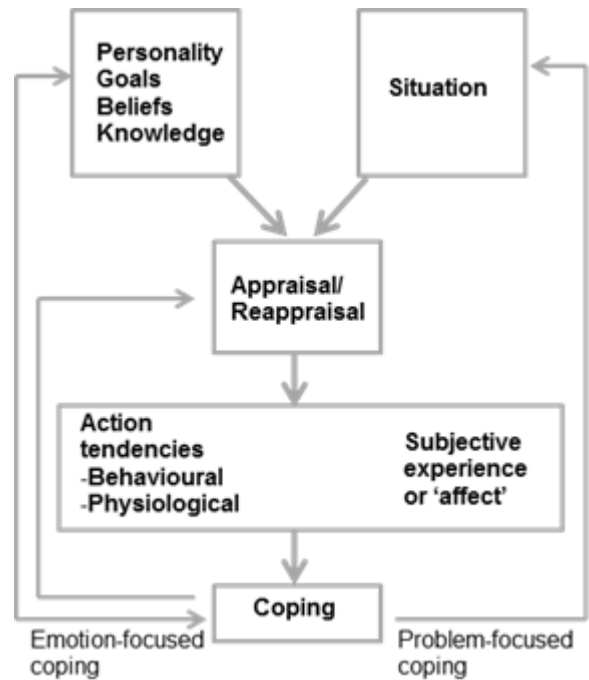 Personality
Goals
Beliefs
Knowledge
Situation
Appraisal/
Reappraisal
Action
tendencies
-Behavioural
-Physiological
Subjective
experience
or ‘affect’
Coping
Emotion-focused
coping
Problem-focused
coping